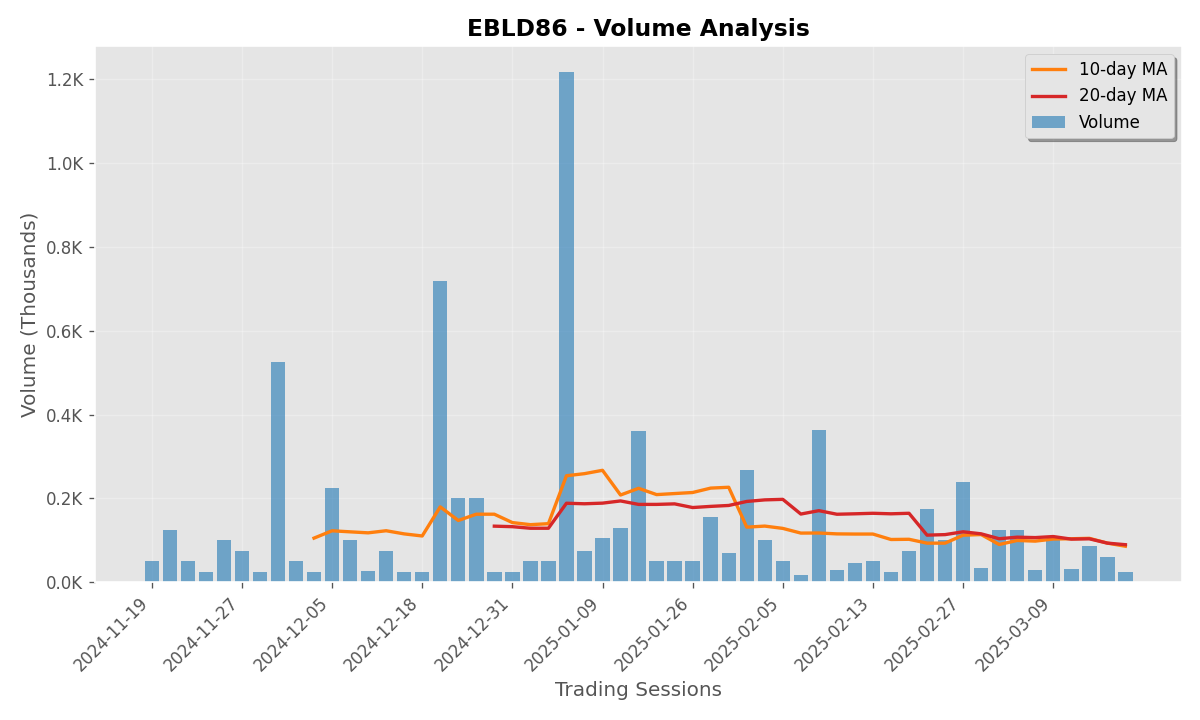 EBLD86 - Volume Analysis
10-day MA
20-day MA
Volume
Volume (Thousands)
1.2K
1.0K
0.8K
0.6K
0.4K
0.2K
0.0K
2024-11-19
2024-11-27
2024-12-05
2024-12-18
2024-12-31
2025-01-09
2025-01-26
2025-02-05
2025-02-13
2025-02-27
2025-03-09
Trading Sessions